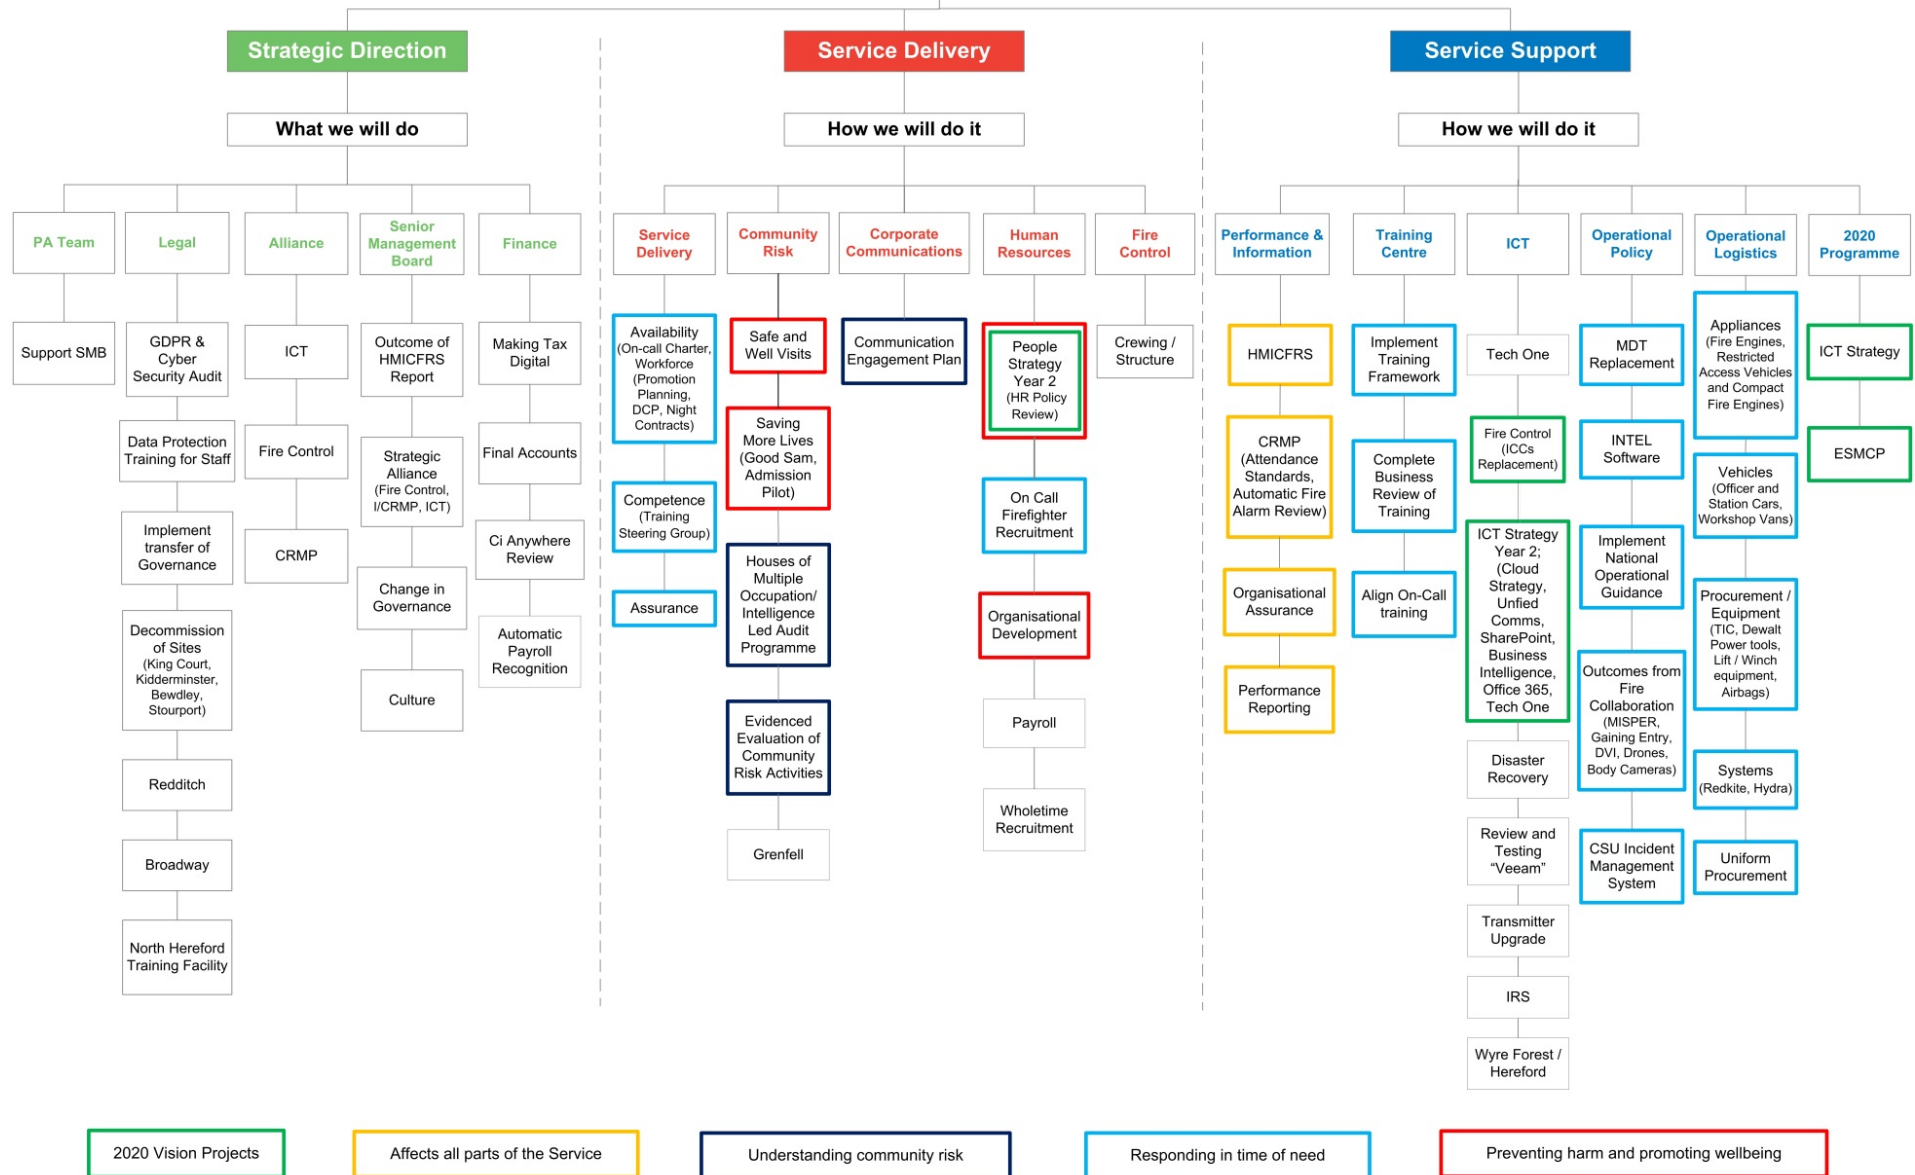 Strategic Direction
What we will do
PA Team
Support SMB
Legal
GDPR &
Cyber
Security Audit
Data Protection
Training for Staff
Implement
transfer of
Governance
Decommission
of Sites
(King Court,
Kidderminster,
Bewdley,
Stourport)
Redditch
Broadway
North Hereford
Training Facility
Alliance
ICT
Fire Control
CRMP
Senior
Management
Board
Outcome of
HMICFRS
Report
Strategic
Alliance
(Fire Control,
I/CRMP, ICT)
Change in
Governance
Culture
Finance
Making Tax
Digital
Final Accounts
Ci Anywhere
Review
Automatic
Payroll
Recognition
Service Delivery
How we will do it
Service
Delivery
Availability
(On-call Charter,
Workforce
(Promotion
Planning,
DCP, Night
Contracts)
Competence
(Training
Steering Group)
Assurance
Community
Risk
Safe and
Well Visits
Saving
More Lives
(Good Sam,
Admission
Pilot)
Houses of
Multiple
Occupation/
Intelligence
Led Audit
Programme
Evidenced
Evaluation of
Community
Risk Activities
Grenfell
Corporate
Communications
Communication
Engagement Plan
Human
Resources
People
Strategy
Year 2
(HR Policy
Review)
On Call
Firefighter
Recruitment
Organisational
Development
Payroll
Wholetime
Recruitment
Fire
Control
Crewing /
Structure
Service Support
How we will do it
Performance &
Information
HMICFRS
CRMP
(Attendance
Standards,
Automatic Fire
Alarm Review)
Organisational
Assurance
Performance
Reporting
Training
Centre
Implement
Training
Framework
Complete
Business
Review of
Training
Align On-Call
training
ICT
Tech One
Fire Control
(ICCs
Replacement)
ICT Strategy
Year 2;
(Cloud
Strategy,
Unfied
Comms,
SharePoint,
Business
Intelligence,
Office 365,
Tech One
Disaster
Recovery
Review and
Testing
“Veeam”
Transmitter
Upgrade
IRS
Wyre Forest /
Hereford
Operational
Policy
MDT
Replacement
INTEL
Software
Implement
National
Operational
Guidance
Outcomes from
Fire
Collaboration
(MISPER,
Gaining Entry,
DVI, Drones,
Body Cameras)
CSU Incident
Management
System
Operational
Logistics
Appliances
(Fire Engines,
Restricted
Access Vehicles
and Compact
Fire Engines)
Vehicles
(Officer and
Station Cars,
Workshop Vans)
Procurement /
Equipment
(TIC, Dewalt
Power tools,
Lift / Winch
equipment,
Airbags)
Systems
(Redkite, Hydra)
Uniform
Procurement
2020
Programme
ICT Strategy
ESMCP
2020 Vision Projects
Affects all parts of the Service
Understanding community risk
Responding in time of need
Preventing harm and promoting wellbeing